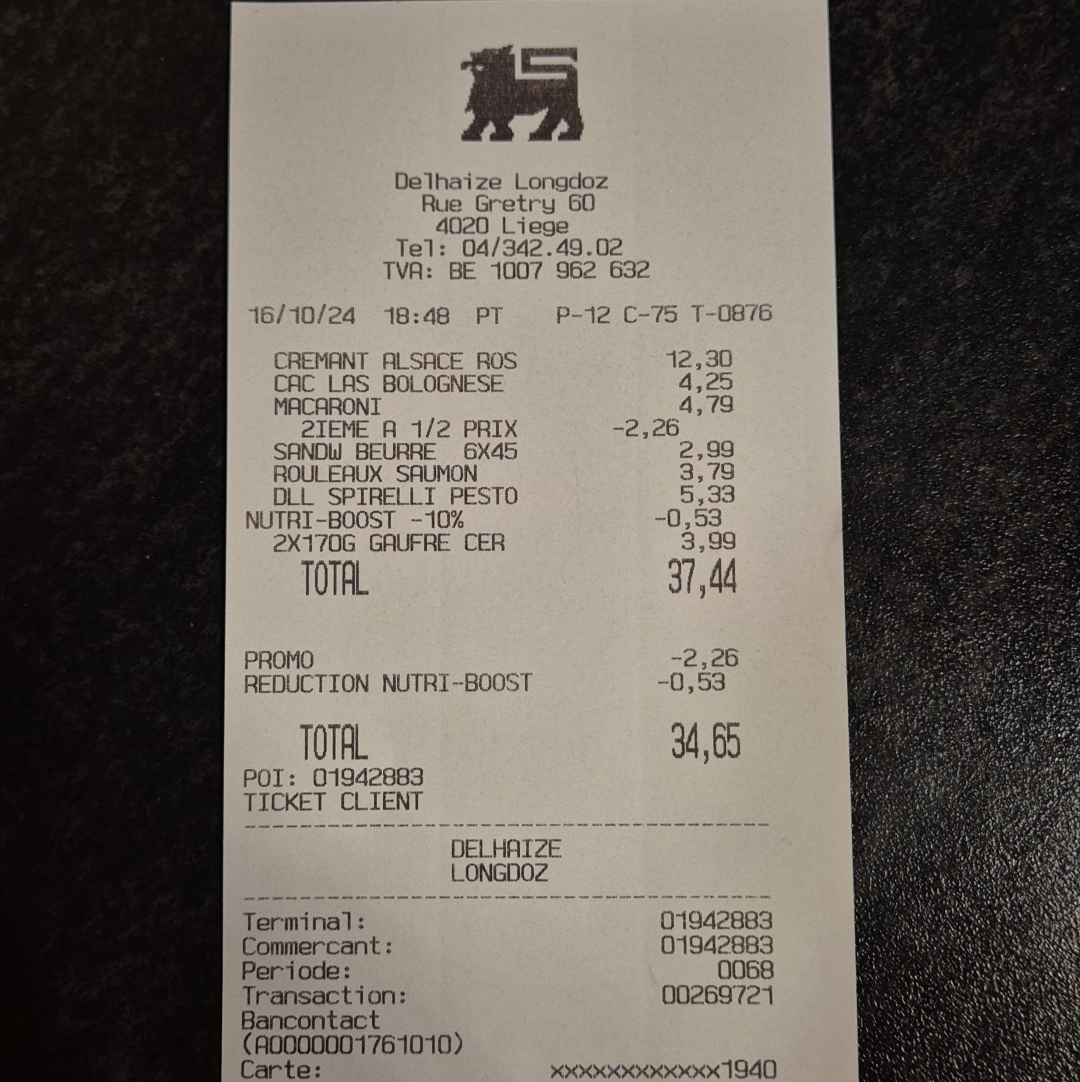 Delhaize Longdoz
Rue Gretry 60
4020 Liege
Tel: 04/342.49.02
TVA: BE 1007 962 632
16/10/24 18:48 PT P-12 C-75 T-0876
CREMANT ALSACE ROS 12,30
CAC LAS BOLOGNESE 4,25
MACARONI 4,79
2IEME A 1/2 PRIX -2,26
SANDW BEURRE 6X45 2,99
ROULEAUX SAUMON 3,79
DLL SPIRELLI PESTO 5,33
NUTRI-BOOST -10% -0,53
2X170G GAUFRE CER 3,99
TOTAL 37,44
PROMO -2,26
REDUCTION NUTRI-BOOST -0,53
TOTAL 34,65
POI: 01942883
TICKET CLIENT
DELHAIZE
LONGDOZ
Terminal: 01942883
Commercant: 01942883
Periode: 0068
Transaction: 00269721
Bancontact
(A0000001761010)
Carte: xxxxxxxxxxxxx1940